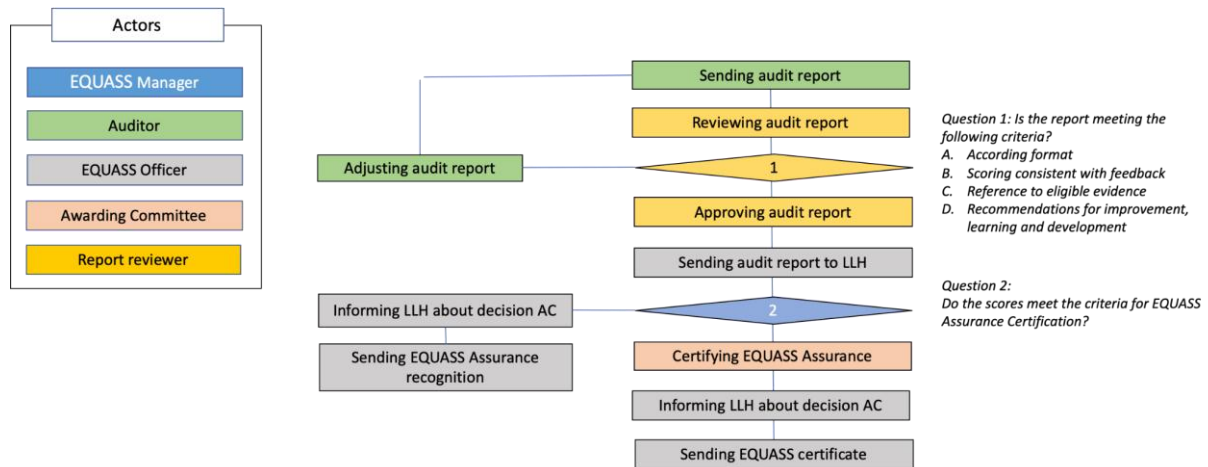 Actors
EQUASS Manager
Auditor
EQUASS Officer
Awarding Committee
Report reviewer
Sending audit report
Reviewing audit report
Adjusting audit report
1
Approving audit report
Sending audit report to LLH
Informing LLH about decision AC
2
Sending EQUASS Assurance
recognition
Certifying EQUASS Assurance
Informing LLH about decision AC
Sending EQUASS certificate
Question 1: Is the report meeting the
following criteria?
A. According format
B. Scoring consistent with feedback
C. Reference to eligible evidence
D. Recommendations for improvement,
learning and development
Question 2:
Do the scores meet the criteria for EQUASS
Assurance Certification?